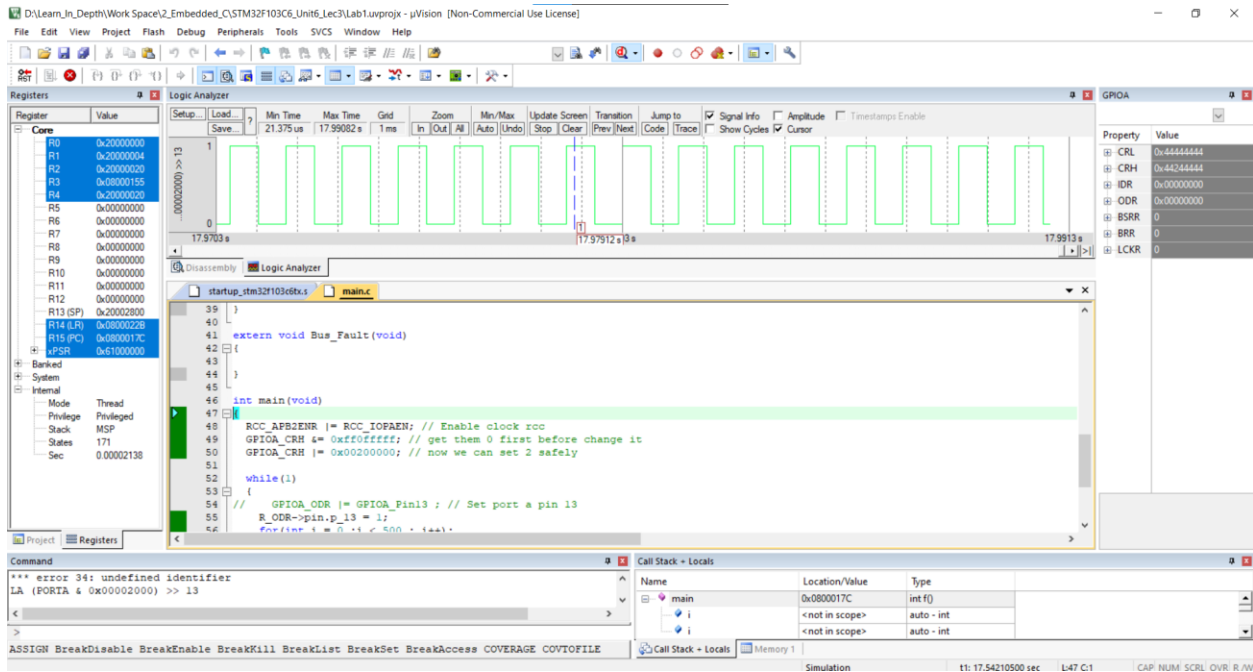 D:\Learn_In_Depth\Work Space\2_Embedded_C\STM32F103C6_Unit6_Lec3\Lab1.uvprojx - µVision [Non-Commercial Use License]
File Edit View Project Flash Debug Peripherals Tools SVCS Window Help
RST
Registers
Register Value
Core
R0 0x20000000
R1 0x20000004
R2 0x20000020
R3 0x08000155
R4 0x20000020
R5 0x00000000
R6 0x00000000
R7 0x00000000
R8 0x00000000
R9 0x00000000
R10 0x00000000
R11 0x00000000
R12 0x00000000
R13 (SP) 0x20002800
R14 (LR) 0x0800022B
R15 (PC) 0x0800017C
xPSR 0x61000000
Banked
System
Internal
Mode Thread
Privilege Privileged
Stack MSP
States 171
Sec 0.00002138
Project Registers
Logic Analyzer
Setup... Load... ? Min Time Max Time Grid Zoom Min/Max Update Screen Transition Jump to Signal Info Amplitude Timestamps Enable
Save... 21.375 us 17.99082 s 1 ms In Out All Auto Undo Stop Clear Prev Next Code Trace Show Cycles Cursor
00002000) >> 13
1
0
1
17.9703 s 17.97912 s 3 s 17.9913 s
Disassembly Logic Analyzer
startup_stm32f103c6tx.s main.c
39 }
40
41 extern void Bus_Fault(void)
42 {
43
44 }
45
46 int main(void)
47 {
48 RCC_APB2ENR |= RCC_IOPAEN; // Enable clock rcc
49 GPIOA_CRH &= 0xff0fffff; // get them 0 first before change it
50 GPIOA_CRH |= 0x00200000; // now we can set 2 safely
51
52 while(1)
53 {
54 // GPIOA_ODR |= GPIOA_Pin13 ; // Set port a pin 13
55 R_ODR->pin.p_13 = 1;
56 for(int i = 0 ;i < 500 ; i++);
GPIOA
Property Value
CRL 0x44444444
CRH 0x44244444
IDR 0x00000000
ODR 0x00000000
BSRR 0
BRR 0
LCKR 0
Command
*** error 34: undefined identifier
LA (PORTA & 0x00002000) >> 13
>
ASSIGN BreakDisable BreakEnable BreakKill BreakList BreakSet BreakAccess COVERAGE COVTOFILE
Call Stack + Locals
Name Location/Value Type
main 0x0800017C int f()
i <not in scope> auto - int
i <not in scope> auto - int
Call Stack + Locals Memory 1
Simulation t1: 17.54210500 sec L:47 C:1 CAP NUM SCRL OVR R/W